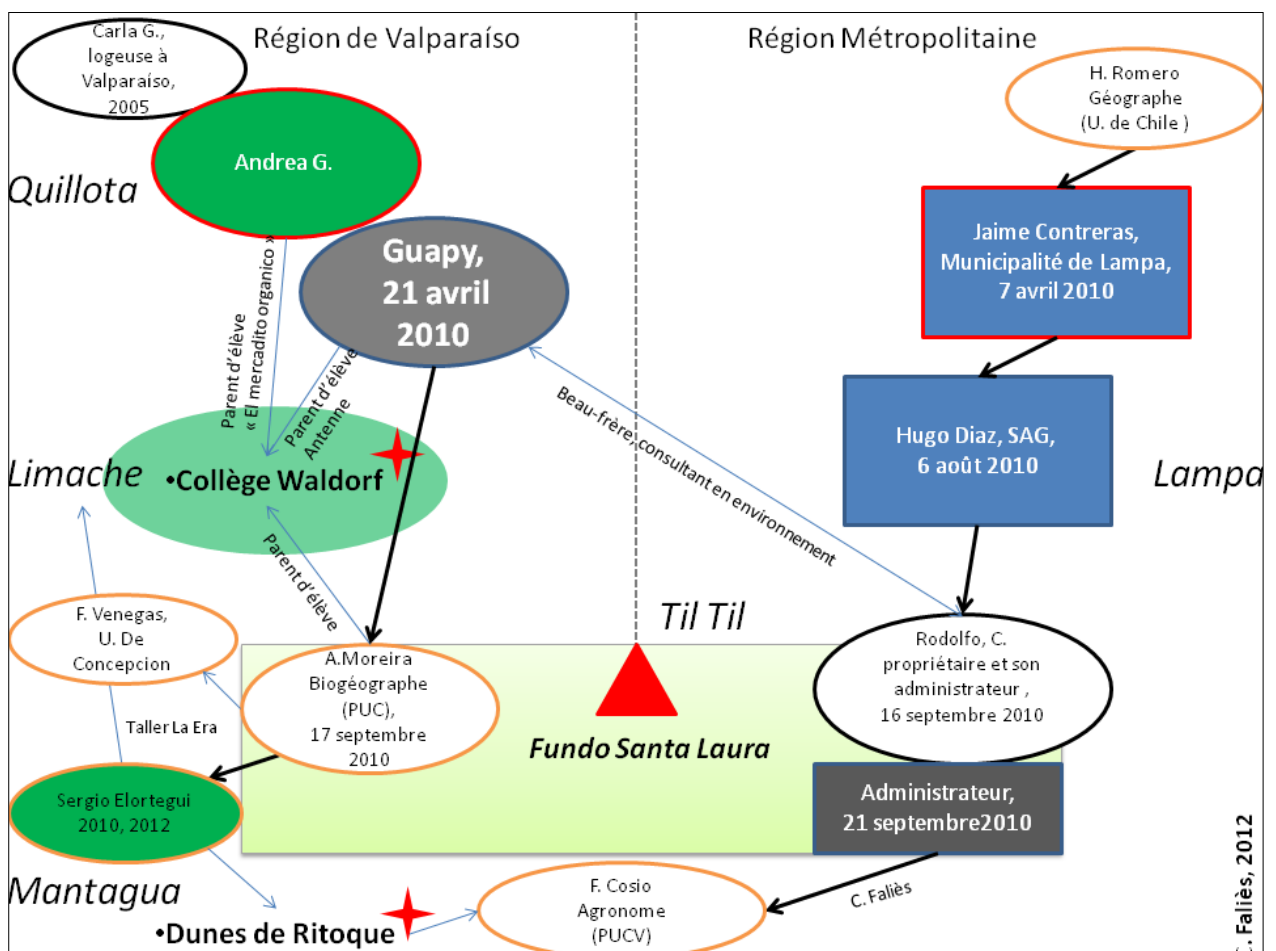 Région de Valparaíso
Région Métropolitaine
Carla G.,
logeuse à
Valparaíso,
2005
H. Romero
Géographe
(U. de Chile )
Andrea G.
Quillota
Guapy,
21 avril
2010
Jaime Contreras,
Municipalité de Lampa,
7 avril 2010
Parent d'élève
« El mercadito organico »
Parent d'élève
Antenne
Beau-frère, consultant en environnement
Hugo Diaz, SAG,
6 août 2010
Limache
•Collège Waldorf
Lampa
Parent d'élève
F. Venegas,
U. De
Concepcion
Til Til
A.Moreira
Biogéographe
(PUC),
17 septembre
2010
Rodolfo, C.
propriétaire et son
administrateur ,
16 septembre 2010
Taller La Era
Fundo Santa Laura
Sergio Elortegui
2010, 2012
Administrateur,
21 septembre2010
Mantagua
F. Cosio
Agronome
(PUCV)
C. Faliès
•Dunes de Ritoque
C. Faliès, 2012